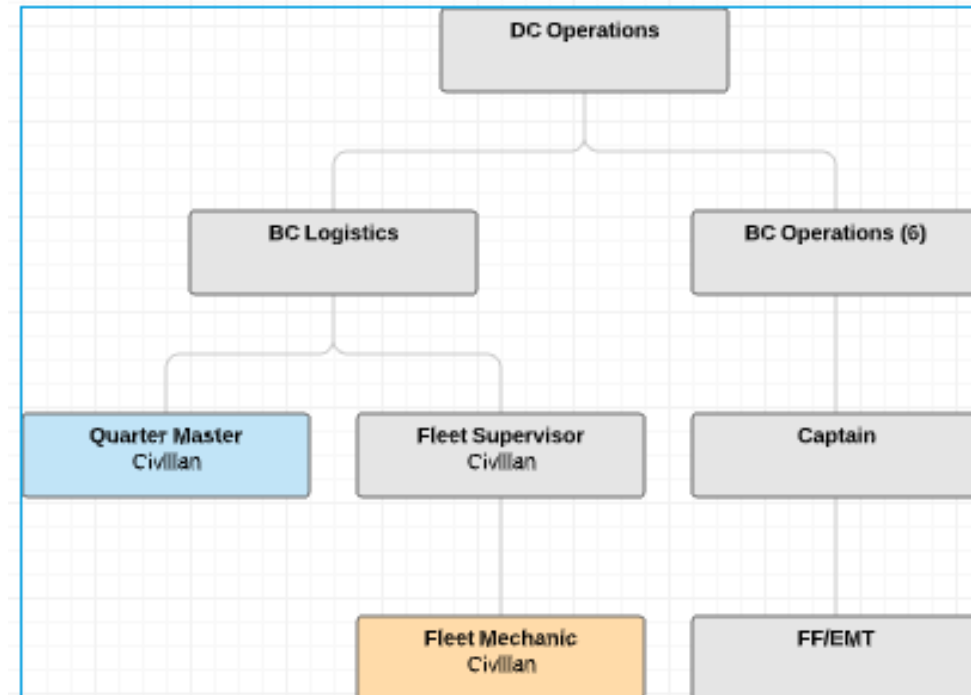 DC Operations
BC Logistics
BC Operations (6)
Quarter Master
Civilian
Fleet Supervisor
Civilian
Captain
Fleet Mechanic
Civilian
FF/EMT